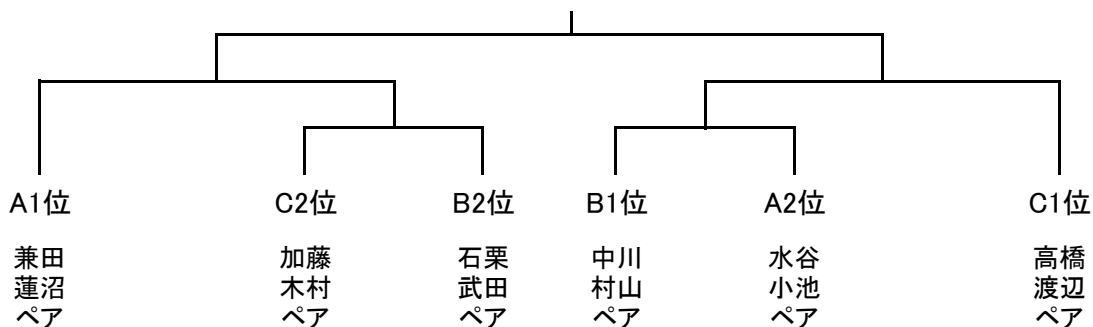 A1位 C2位 B2位 B1位 A2位 C1位
兼田 加藤 石栗 中川 水谷 高橋
蓮沼 木村 武田 村山 小池 渡辺
ペア ペア ペア ペア ペア ペア